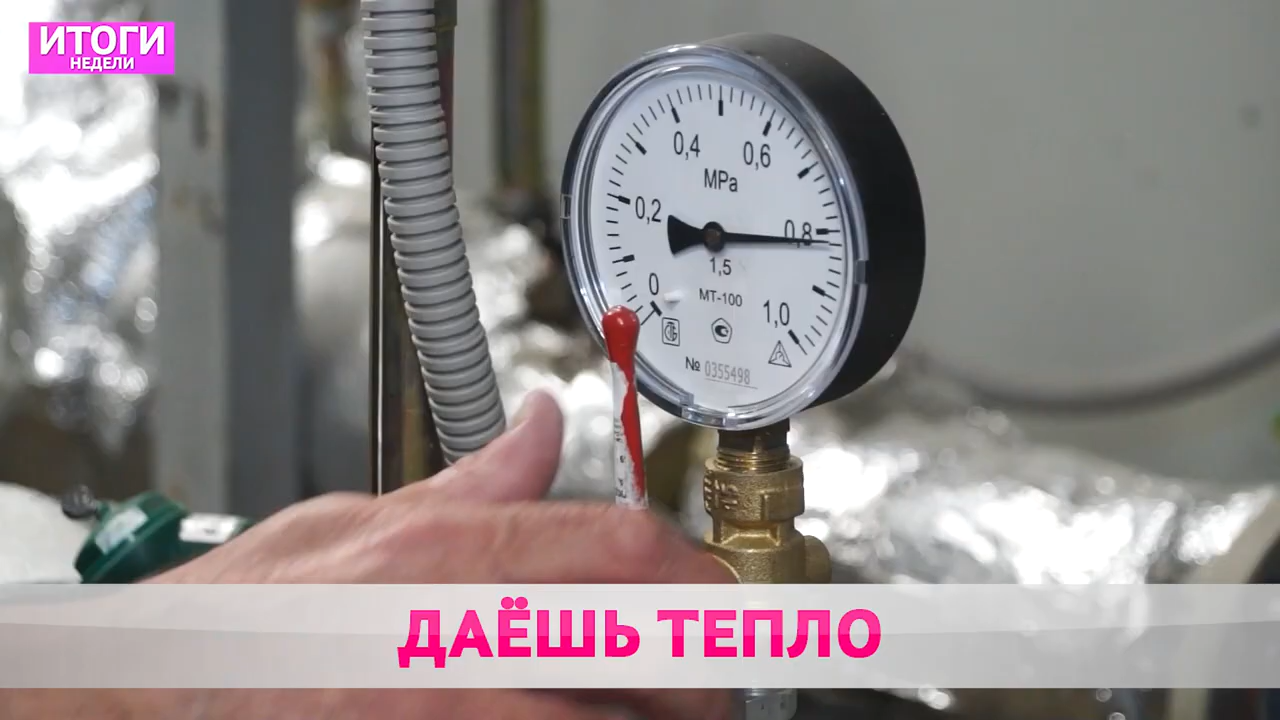 ИТОГИ
НЕДЕЛИ
0,4
0,6
MPa
0,2
0,8
1,5
0
МТ-100
1,0
№ 0355498
ДАЁШЬ ТЕПЛО